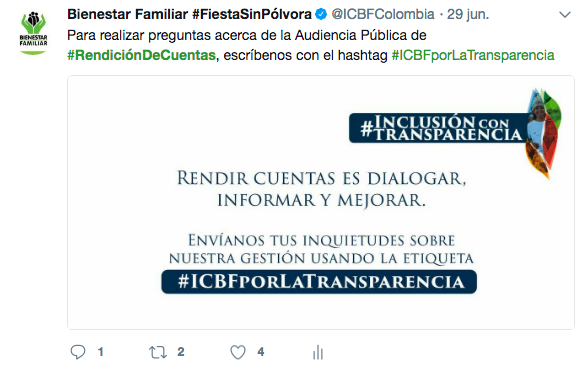 Bienestar Familiar #FiestaSinPólvora @ICBFColombia · 29 jun.
Para realizar preguntas acerca de la Audiencia Pública de
#RendiciónDeCuentas, escríbenos con el hashtag #ICBFporLaTransparencia
BIENESTAR
FAMILIAR
#INCLUSIÓN CON
TRANSPARENCIA
RENDIR CUENTAS ES DIALOGAR,
INFORMAR Y MEJORAR.
ENVÍANOS TUS INQUIETUDES SOBRE
NUESTRA GESTIÓN USANDO LA ETIQUETA
#ICBFPORLATRANSPARENCIA
1 2 4